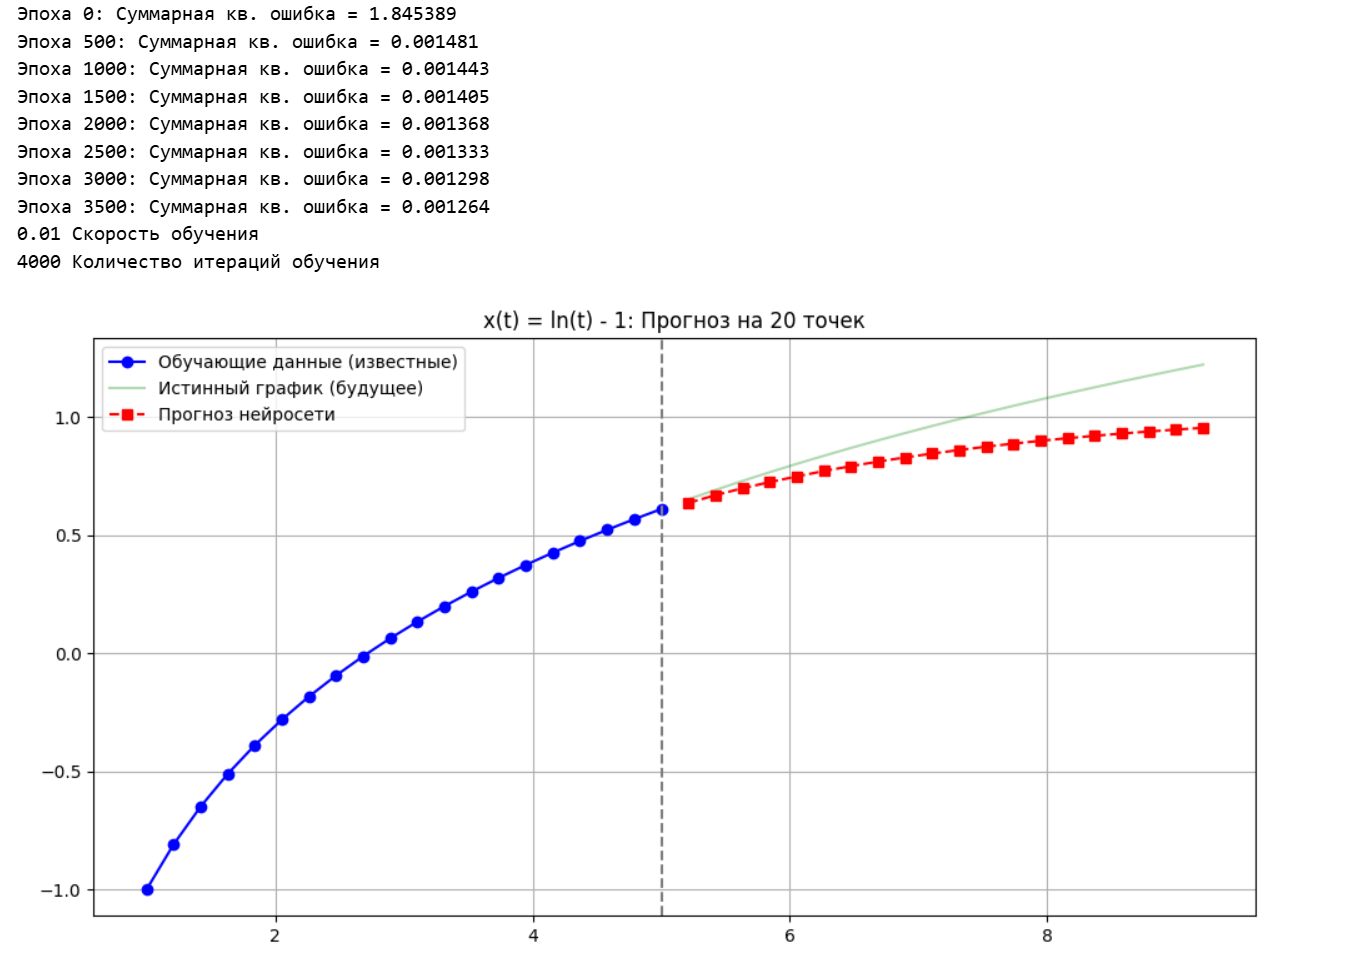 Эпоха 0: Суммарная кв. ошибка = 1.845389
Эпоха 500: Суммарная кв. ошибка = 0.001481
Эпоха 1000: Суммарная кв. ошибка = 0.001443
Эпоха 1500: Суммарная кв. ошибка = 0.001405
Эпоха 2000: Суммарная кв. ошибка = 0.001368
Эпоха 2500: Суммарная кв. ошибка = 0.001333
Эпоха 3000: Суммарная кв. ошибка = 0.001298
Эпоха 3500: Суммарная кв. ошибка = 0.001264
0.01 Скорость обучения
4000 Количество итераций обучения
x(t) = ln(t) - 1: Прогноз на 20 точек
Обучающие данные (известные)
Истинный график (будущее)
Прогноз нейросети
1.0
0.5
0.0
−0.5
−1.0
2
4
6
8